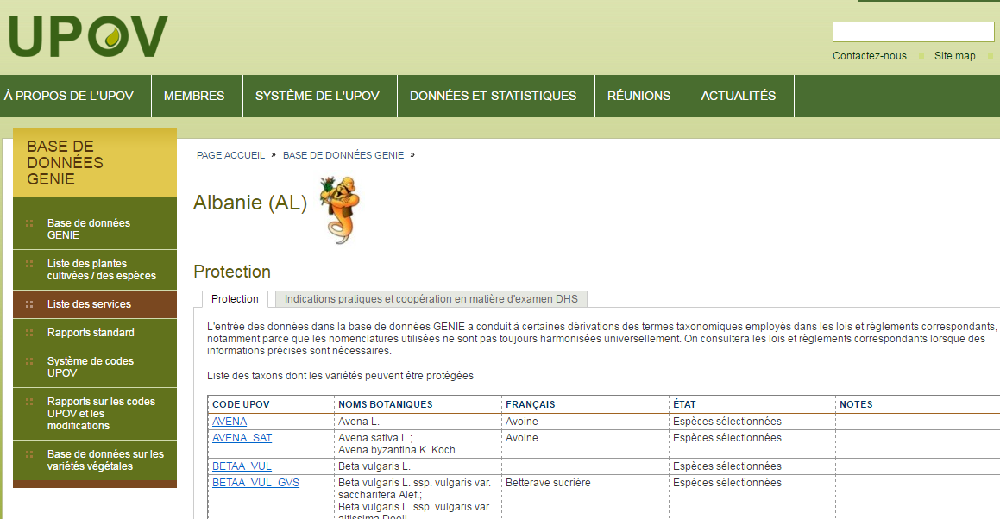 UPOV
Contactez-nous
Site map
À PROPOS DE L'UPOV
MEMBRES
SYSTÈME DE L'UPOV
DONNÉES ET STATISTIQUES
RÉUNIONS
ACTUALITÉS
BASE DE
DONNÉES
GENIE
Base de données
GENIE
Liste des plantes
cultivées / des espèces
Liste des services
Rapports standard
Système de codes
UPOV
Rapports sur les codes
UPOV et les
modifications
Base de données sur les
variétés végétales
PAGE ACCUEIL » BASE DE DONNÉES GENIE »
Albanie (AL)
Protection
Protection
Indications pratiques et coopération en matière d'examen DHS
L'entrée des données dans la base de données GENIE a conduit à certaines dérivations des termes taxonomiques employés dans les lois et règlements correspondants,
notamment parce que les nomenclatures utilisées ne sont pas toujours harmonisées universellement. On consultera les lois et règlements correspondants lorsque des
informations précises sont nécessaires.
Liste des taxons dont les variétés peuvent être protégées
CODE UPOV NOMS BOTANIQUES FRANÇAIS ÉTAT NOTES
AVENA Avena L. Avoine Espèces sélectionnées
AVENA_SAT Avena sativa L.; Avoine Espèces sélectionnées
Avena byzantina K. Koch
BETAA_VUL Beta vulgaris L. Espèces sélectionnées
BETAA_VUL_GVS Beta vulgaris L. ssp. vulgaris var. Betterave sucrière Espèces sélectionnées
saccharifera Alef.;
Beta vulgaris L. ssp. vulgaris var.
altissima Doell